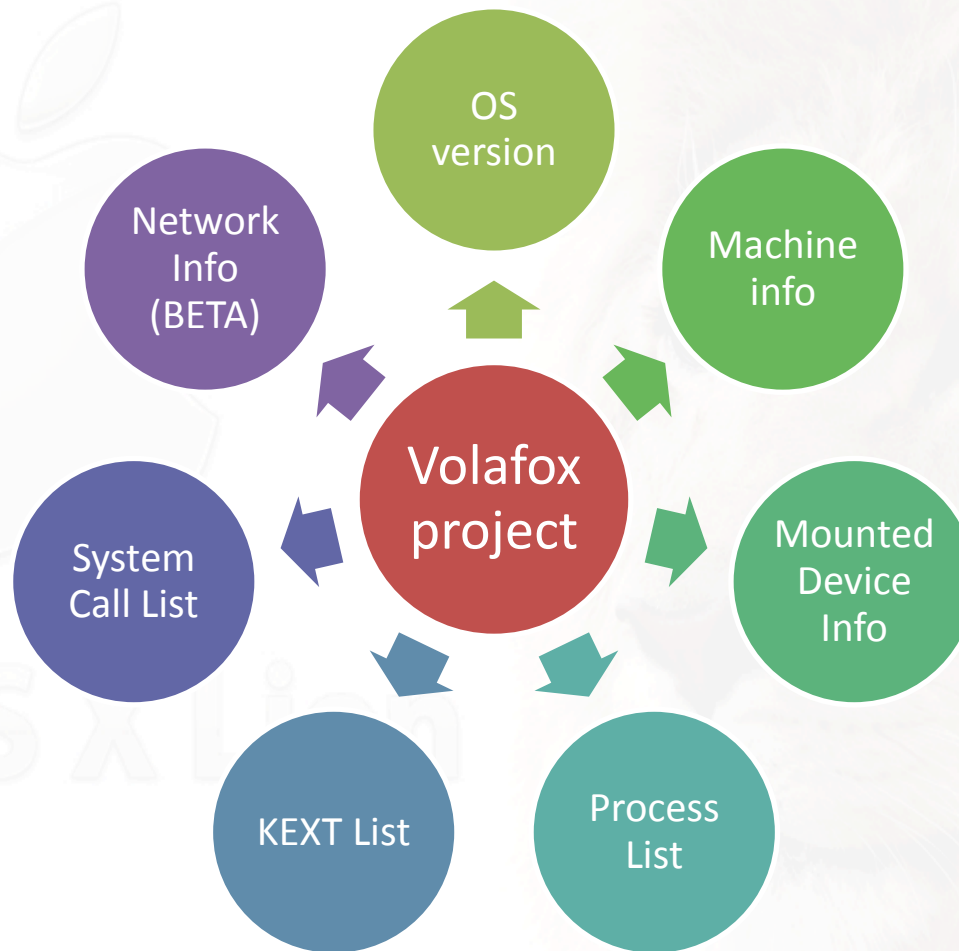 OS
version
Machine
info
Mounted
Device
Info
Process
List
KEXT List
System
Call List
Network
Info
(BETA)
Volafox
project
S X Lion